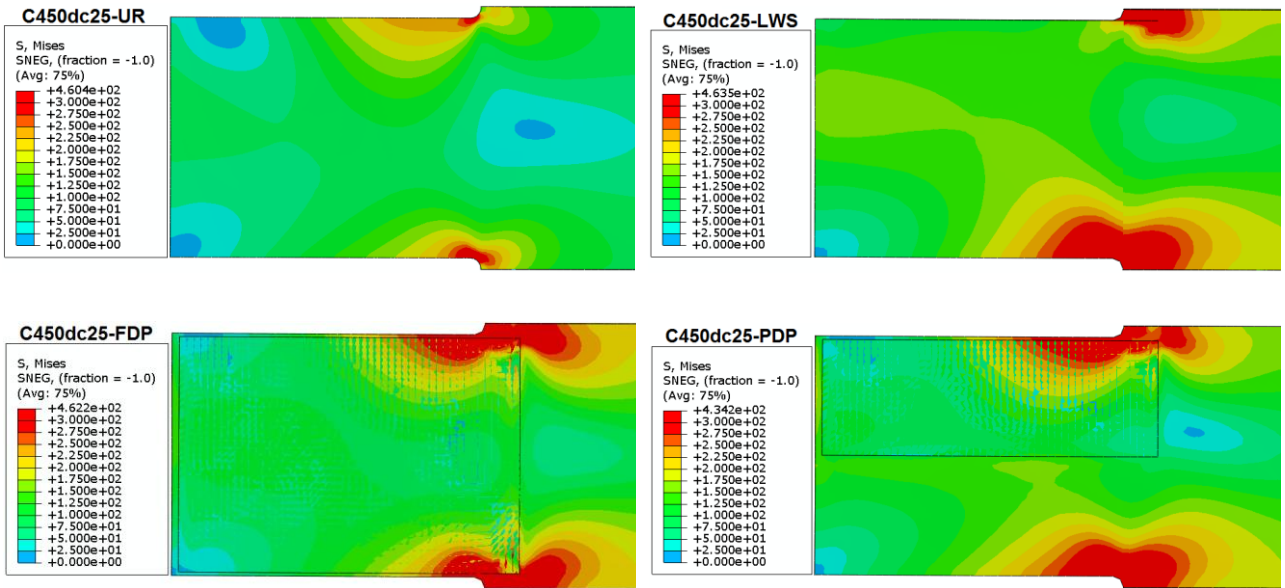 C450dc25-UR
S, Mises
SNEG, (fraction = -1.0)
(Avg: 75%)
+4.604e+02
+3.000e+02
+2.750e+02
+2.500e+02
+2.250e+02
+2.000e+02
+1.750e+02
+1.500e+02
+1.250e+02
+1.000e+02
+7.500e+01
+5.000e+01
+2.500e+01
+0.000e+00
C450dc25-LWS
S, Mises
SNEG, (fraction = -1.0)
(Avg: 75%)
+4.635e+02
+3.000e+02
+2.750e+02
+2.500e+02
+2.250e+02
+2.000e+02
+1.750e+02
+1.500e+02
+1.250e+02
+1.000e+02
+7.500e+01
+5.000e+01
+2.500e+01
+0.000e+00
C450dc25-FDP
S, Mises
SNEG, (fraction = -1.0)
(Avg: 75%)
+4.622e+02
+3.000e+02
+2.750e+02
+2.500e+02
+2.250e+02
+2.000e+02
+1.750e+02
+1.500e+02
+1.250e+02
+1.000e+02
+7.500e+01
+5.000e+01
+2.500e+01
+0.000e+00
C450dc25-PDP
S, Mises
SNEG, (fraction = -1.0)
(Avg: 75%)
+4.342e+02
+3.000e+02
+2.750e+02
+2.500e+02
+2.250e+02
+2.000e+02
+1.750e+02
+1.500e+02
+1.250e+02
+1.000e+02
+7.500e+01
+5.000e+01
+2.500e+01
+0.000e+00